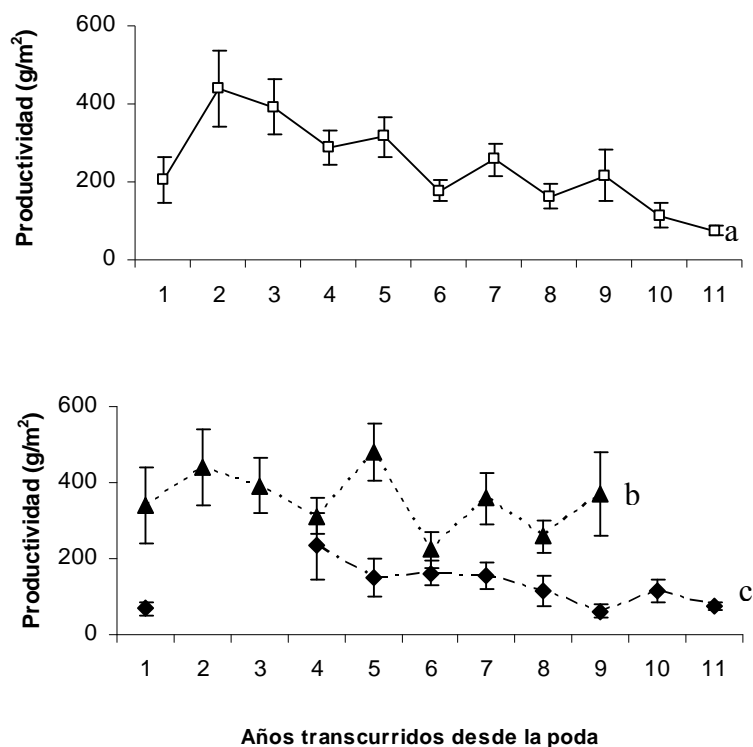 Productividad (g/m²)
600
400
200
0
1 2 3 4 5 6 7 8 9 10 11
a
Productividad (g/m²)
600
400
200
0
1 2 3 4 5 6 7 8 9 10 11
b
c
Años transcurridos desde la poda